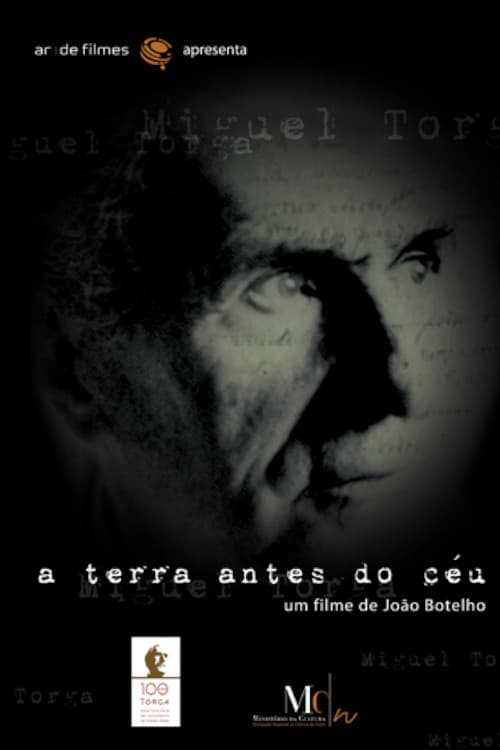 ar de filmes apresenta
Miguel Torga
guel Torga
a terra antes do céu
Miguel Torga
um filme de João Botelho
Miguel To
100
TORGA
Torga
MC
n
MINISTÉRIO DA CULTURA
Migue